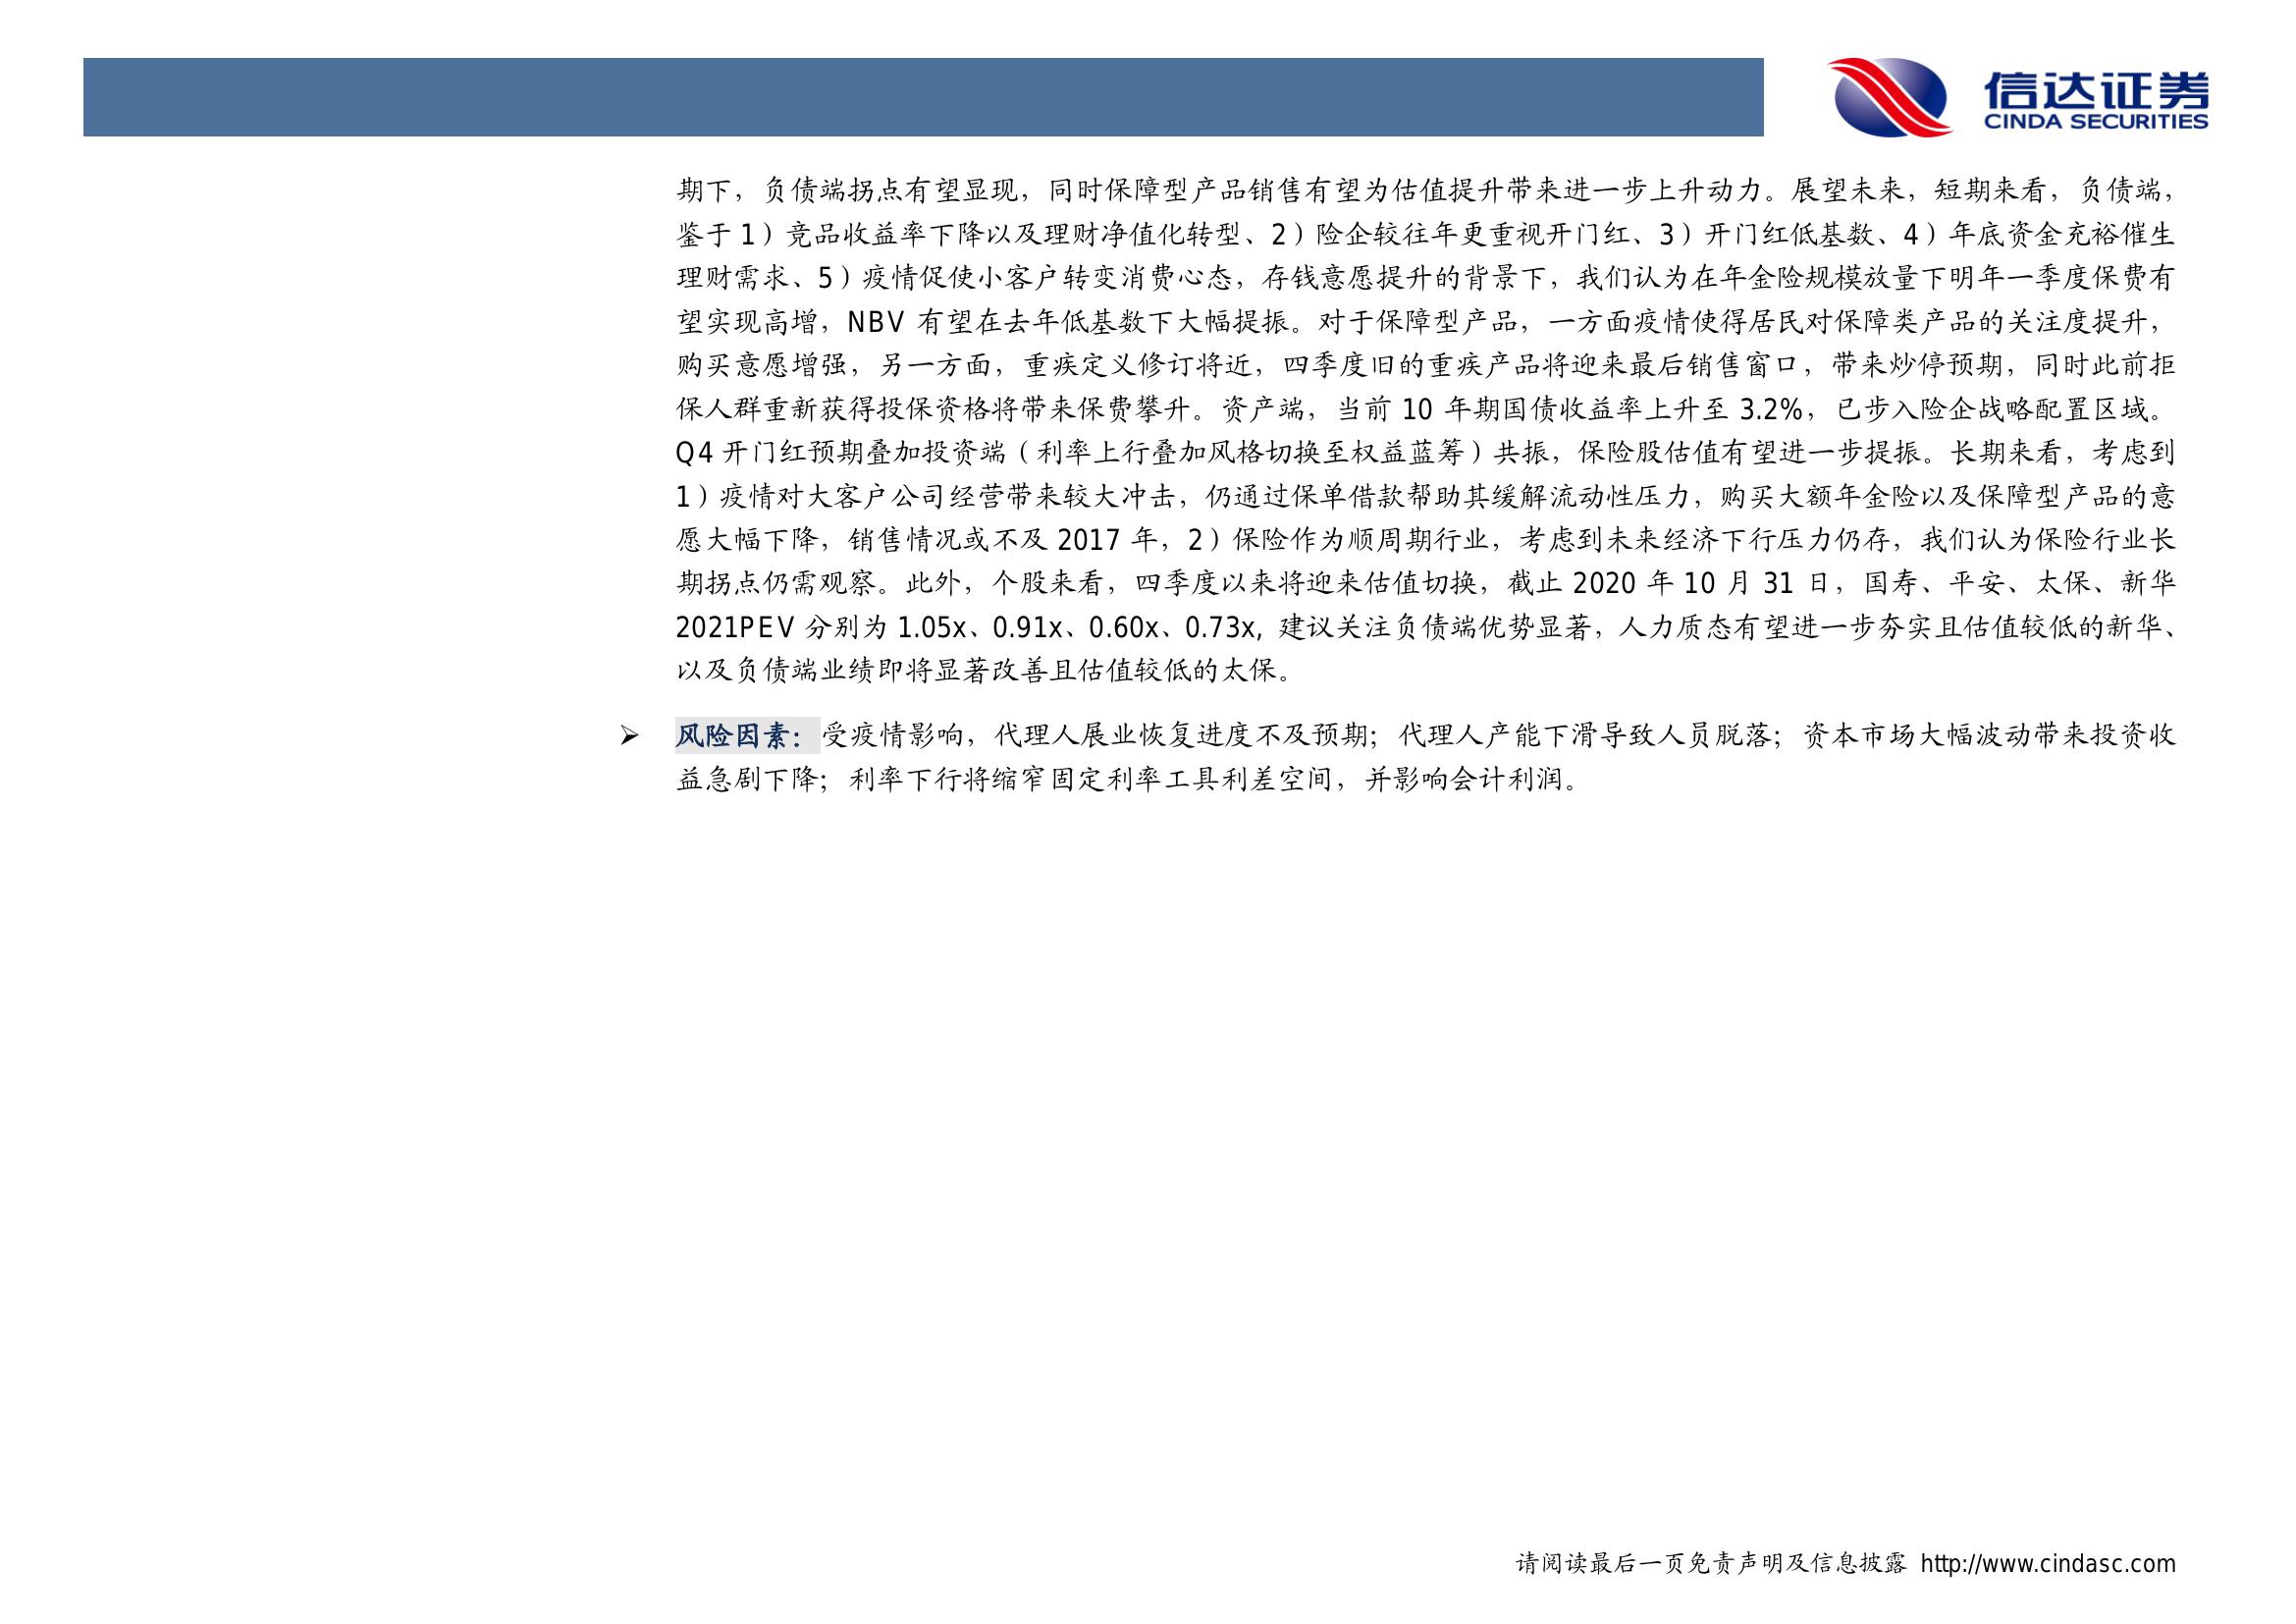 信达证券
CINDA SECURITIES
期下，负债端拐点有望显现，同时保障型产品销售有望为估值提升带来进一步上升动力。展望未来，短期来看，负债端，
鉴于 1）竞品收益率下降以及理财净值化转型、2）险企较往年更重视开门红、3）开门红低基数、4）年底资金充裕催生
理财需求、5）疫情促使小客户转变消费心态，存钱意愿提升的背景下，我们认为在年金险规模放量下明年一季度保费有
望实现高增，NBV 有望在去年低基数下大幅提振。对于保障型产品，一方面疫情使得居民对保障类产品的关注度提升，
购买意愿增强，另一方面，重疾定义修订将近，四季度旧的重疾产品将迎来最后销售窗口，带来炒停预期，同时此前拒
保人群重新获得投保资格将带来保费攀升。资产端，当前 10 年期国债收益率上升至 3.2%，已步入险企战略配置区域。
Q4 开门红预期叠加投资端（利率上行叠加风格切换至权益蓝筹）共振，保险股估值有望进一步提振。长期来看，考虑到
1）疫情对大客户公司经营带来较大冲击，仍通过保单借款帮助其缓解流动性压力，购买大额年金险以及保障型产品的意
愿大幅下降，销售情况或不及 2017 年，2）保险作为顺周期行业，考虑到未来经济下行压力仍存，我们认为保险行业长
期拐点仍需观察。此外，个股来看，四季度以来将迎来估值切换，截止 2020 年 10 月 31 日，国寿、平安、太保、新华
2021PEV 分别为 1.05x、0.91x、0.60x、0.73x, 建议关注负债端优势显著，人力质态有望进一步夯实且估值较低的新华、
以及负债端业绩即将显著改善且估值较低的太保。
➢ 风险因素：受疫情影响，代理人展业恢复进度不及预期；代理人产能下滑导致人员脱落；资本市场大幅波动带来投资收
益急剧下降；利率下行将缩窄固定利率工具利差空间，并影响会计利润。
请阅读最后一页免责声明及信息披露 http://www.cindasc.com